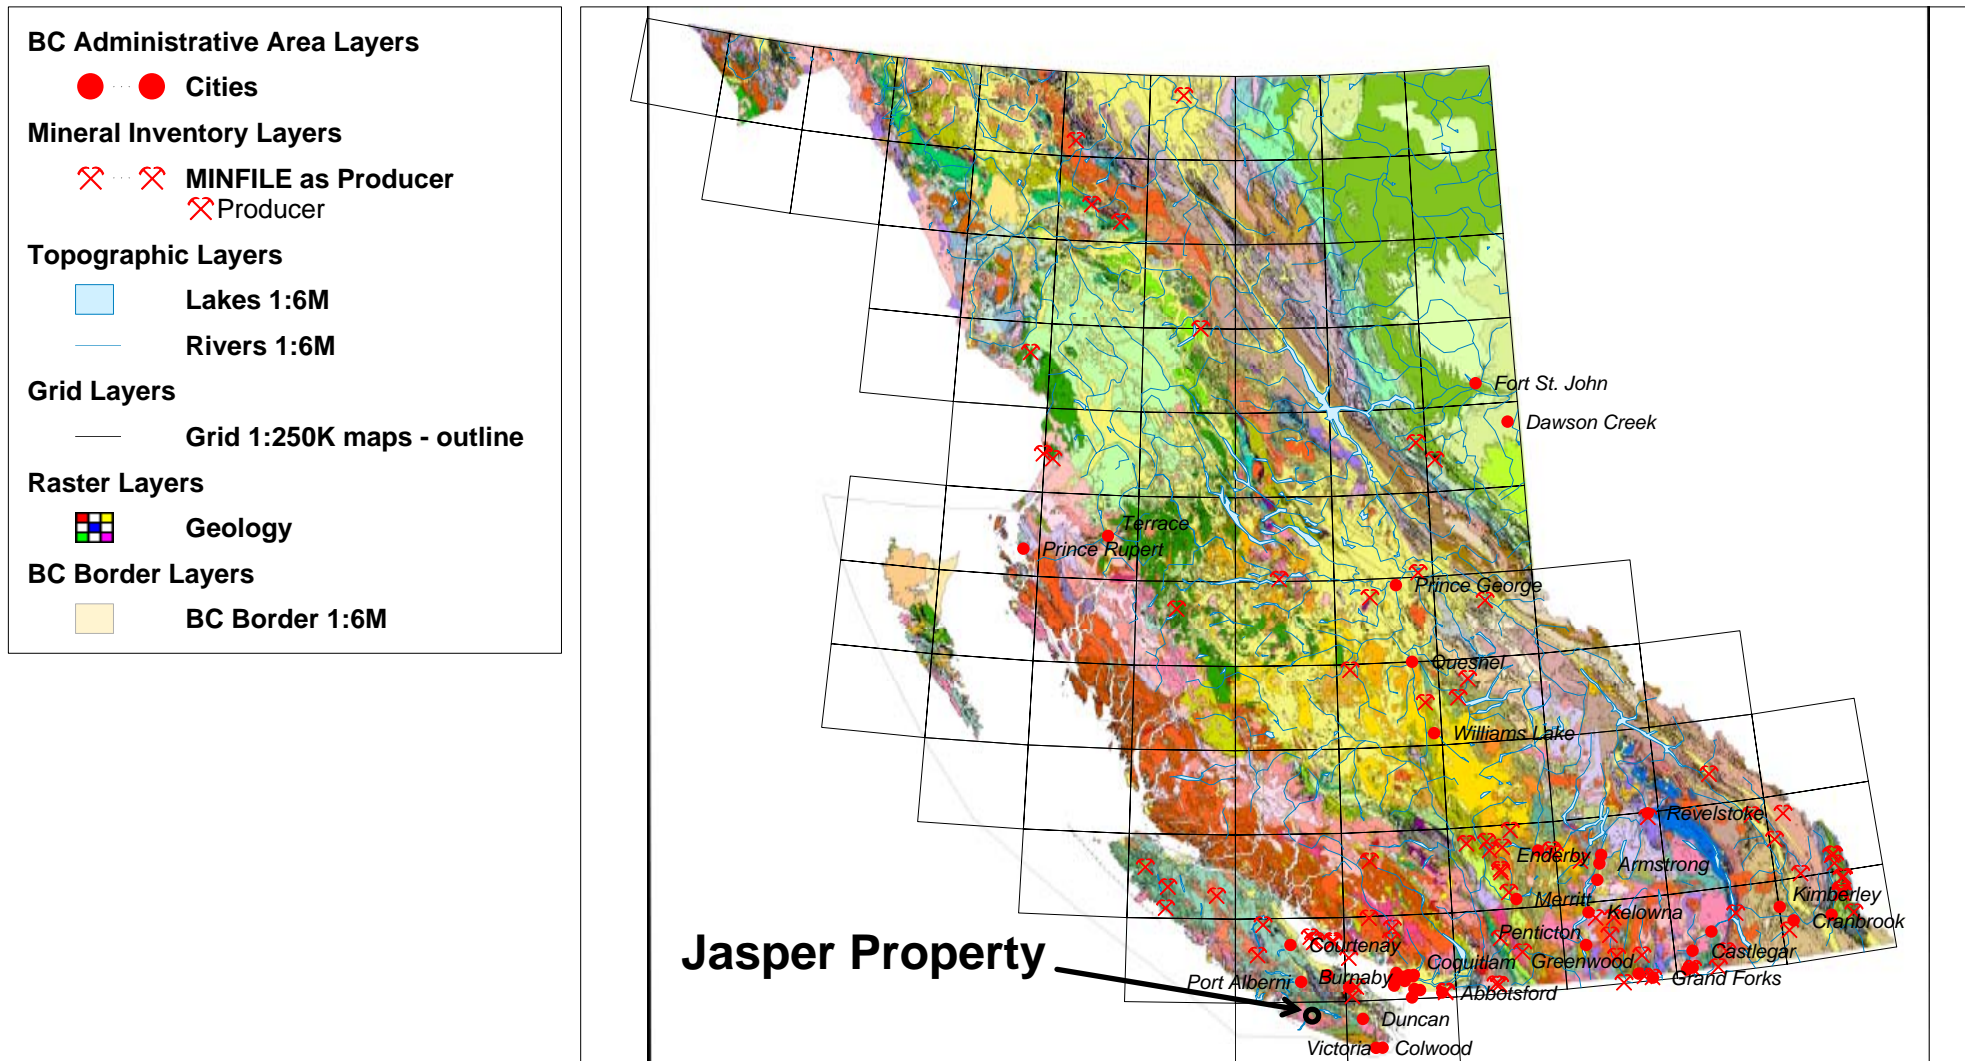 BC Administrative Area Layers
Cities
Mineral Inventory Layers
MINFILE as Producer
Producer
Topographic Layers
Lakes 1:6M
Rivers 1:6M
Grid Layers
Grid 1:250K maps - outline
Raster Layers
Geology
BC Border Layers
BC Border 1:6M
Fort St. John
Dawson Creek
Terrace
Prince Rupert
Prince George
Quesnel
Williams Lake
Revelstoke
Enderby
Armstrong
Merritt
Kimberley
Kelowna
Cranbrook
Penticton
Courtenay
Castlegar
Jasper Property
Coquitlam
Greenwood
Port Alberni
Burnaby
Grand Forks
Abbotsford
Duncan
Victoria
Colwood